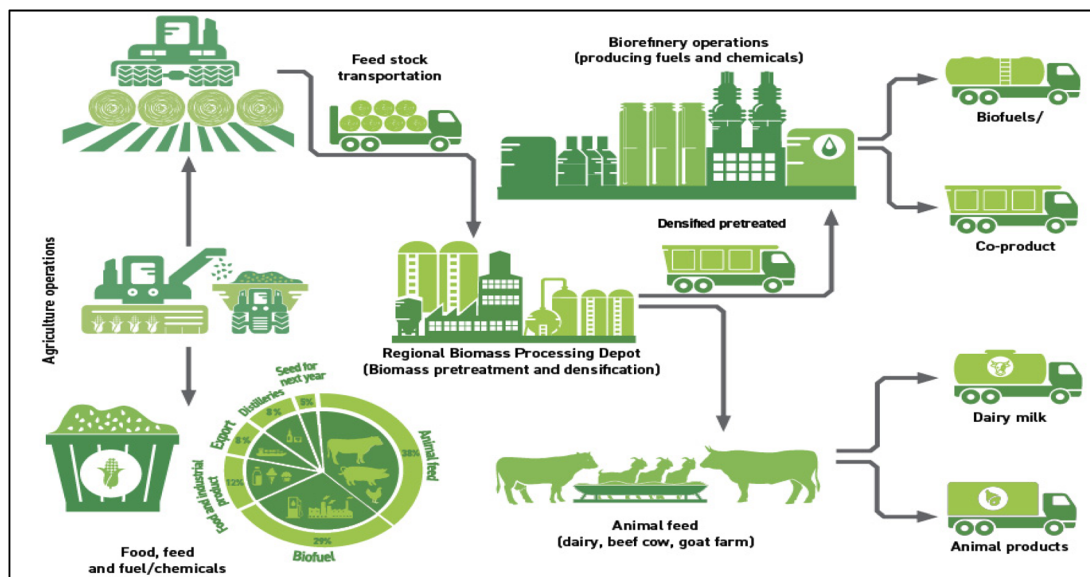 Feed stock
transportation
Biorefinery operations
(producing fuels and chemicals)
Biofuels/
Densified pretreated
Co-product
Agriculture operations
Regional Biomass Processing Depot
(Biomass pretreatment and densification)
Seed for
next year
Distilleries
Export
Food and industrial
product
Biofuel
Animal feed
8%
8%
12%
29%
38%
Dairy milk
Animal feed
(dairy, beef cow, goat farm)
Animal products
Food, feed
and fuel/chemicals